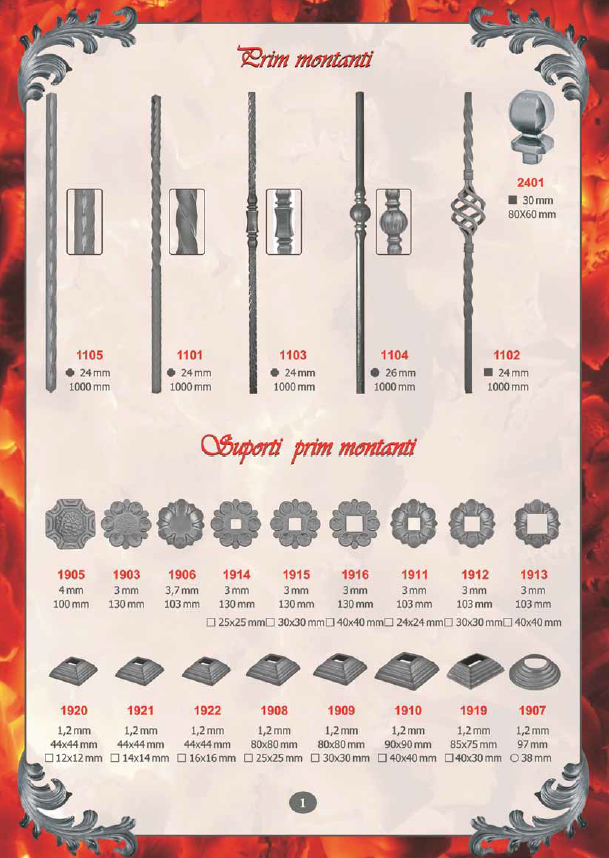 Prim montanti
2401
30 mm
80X60 mm
1105 1101 1103 1104 1102
24 mm 24 mm 24 mm 26 mm 24 mm
1000 mm 1000 mm 1000 mm 1000 mm 1000 mm
Suporti prim montanti
1905 1903 1906 1914 1915 1916 1911 1912 1913
4 mm 3 mm 3,7 mm 3 mm 3 mm 3 mm 3 mm 3 mm 3 mm
100 mm 130 mm 103 mm 130 mm 130 mm 130 mm 103 mm 103 mm 103 mm
25x25 mm 30x30 mm 40x40 mm 24x24 mm 30x30 mm 40x40 mm
1920 1921 1922 1908 1909 1910 1919 1907
1,2 mm 1,2 mm 1,2 mm 1,2 mm 1,2 mm 1,2 mm 1,2 mm 1,2 mm
44x44 mm 44x44 mm 44x44 mm 80x80 mm 80x80 mm 90x90 mm 85x75 mm 97 mm
12x12 mm 14x14 mm 16x16 mm 25x25 mm 30x30 mm 40x40 mm 40x30 mm 38 mm
1